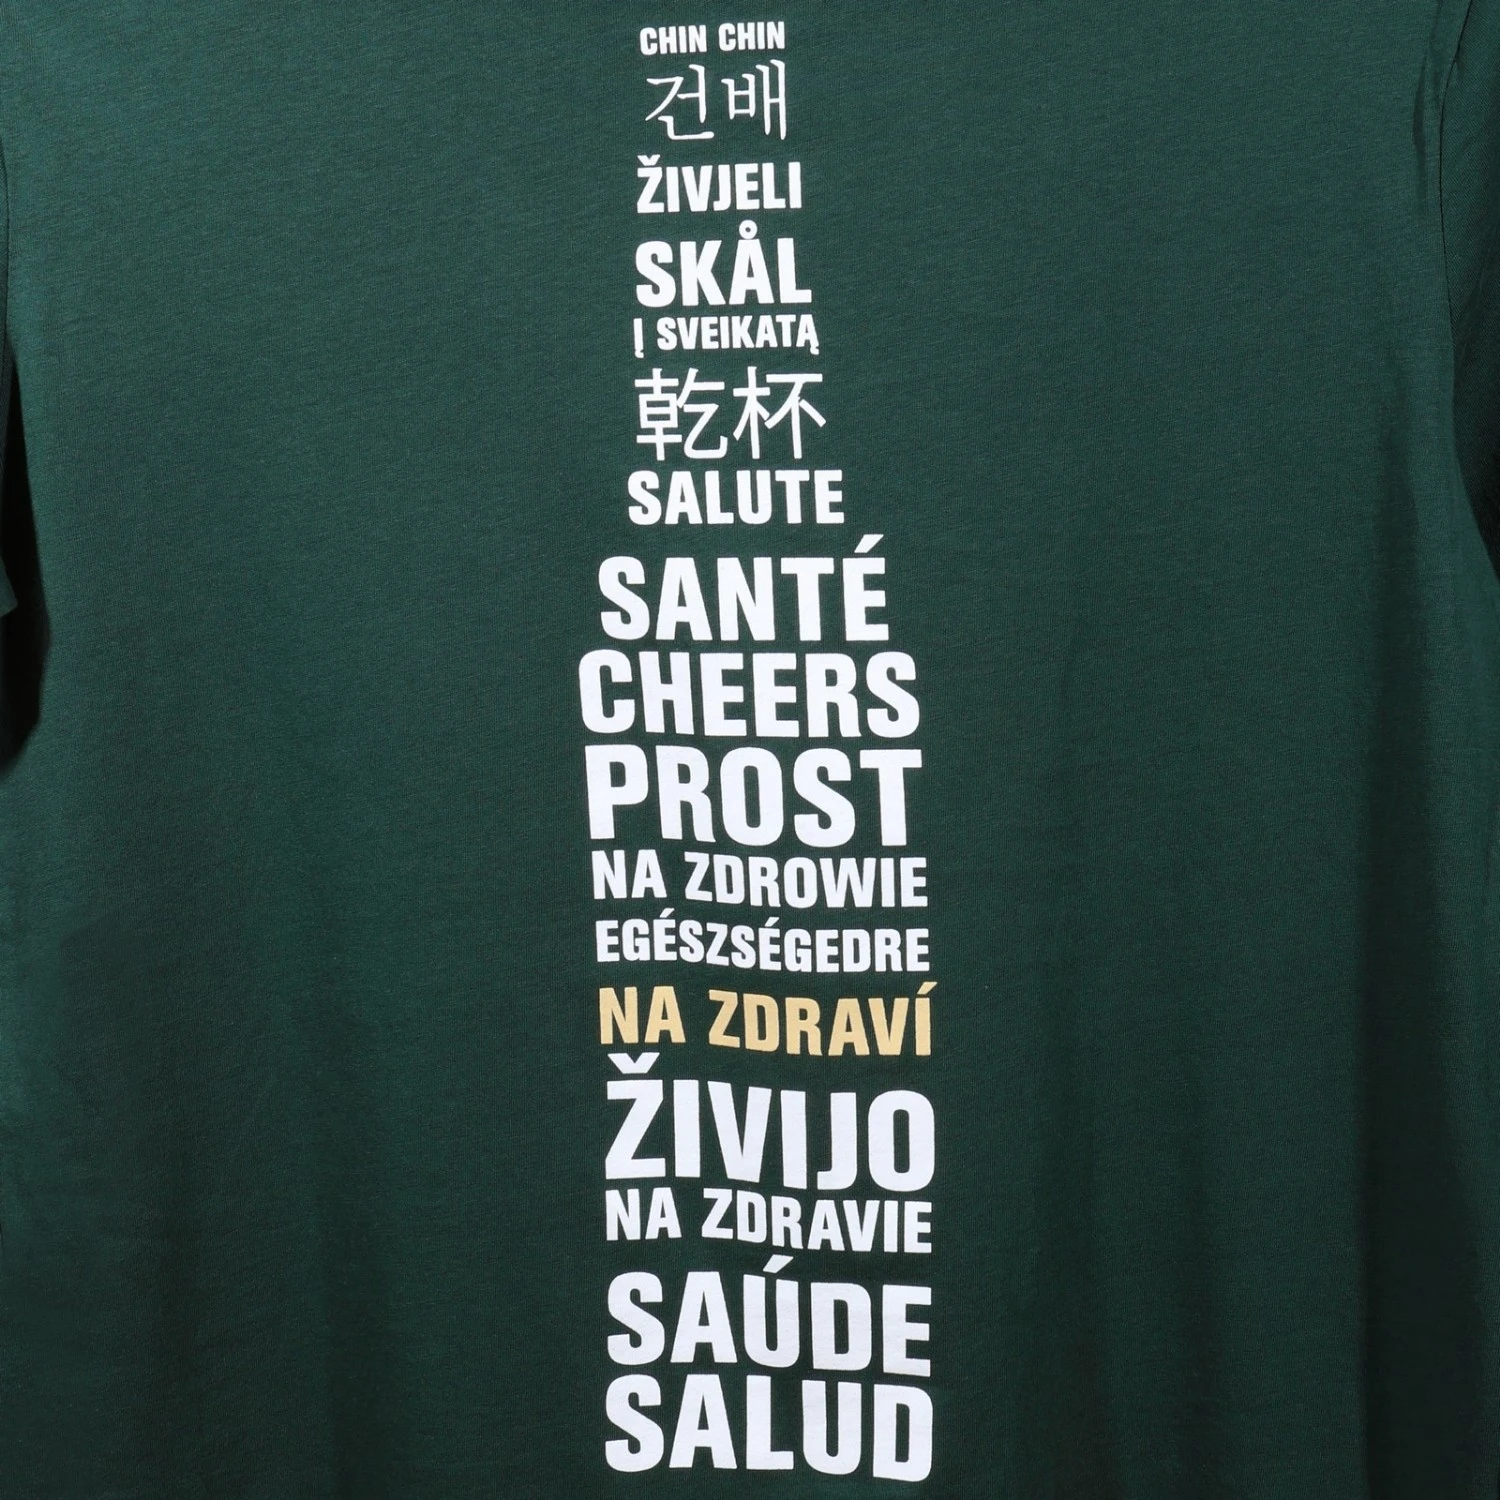 CHIN CHIN
건배
ŽIVJELI
SKÅL
Į SVEIKATĄ
乾杯
SALUTE
SANTÉ
CHEERS
PROST
NA ZDROWIE
EGÉSZSÉGEDRE
NA ZDRAVÍ
ŽIVIJO
NA ZDRAVIE
SAÚDE
SALUD